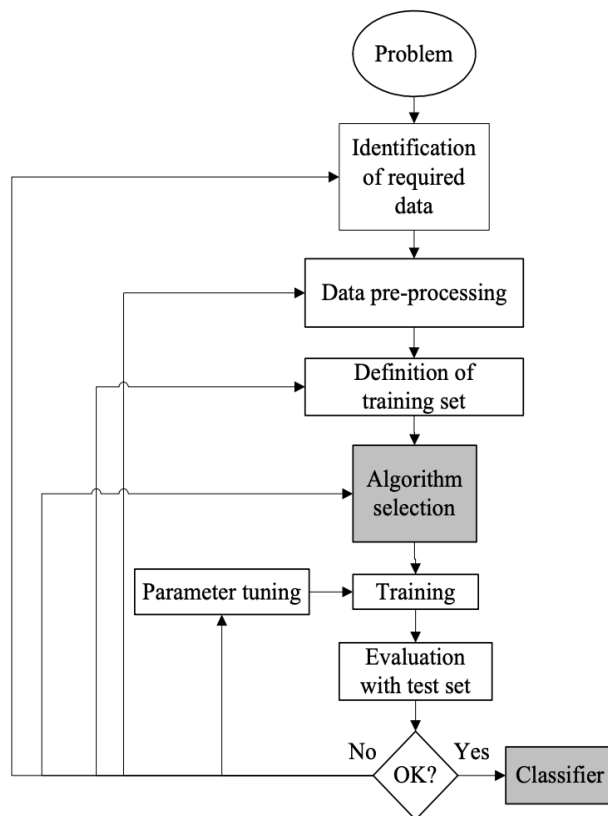 Problem
Identification
of required
data
Data pre-processing
Definition of
training set
Algorithm
selection
Parameter tuning
Training
Evaluation
with test set
No
Yes
OK?
Classifier